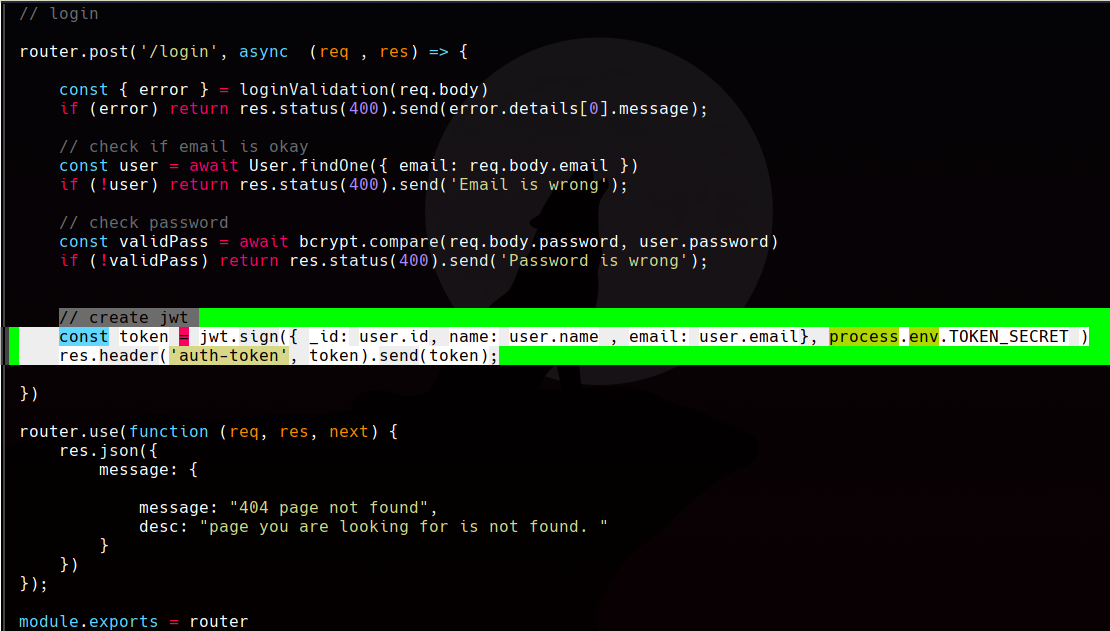 // login
router.post('/login', async  (req , res) => {
const { error } = loginValidation(req.body)
if (error) return res.status(400).send(error.details[0].message);
// check if email is okay
const user = await User.findOne({ email: req.body.email })
if (!user) return res.status(400).send('Email is wrong');
// check password
const validPass = await bcrypt.compare(req.body.password, user.password)
if (!validPass) return res.status(400).send('Password is wrong');
// create jwt
const token = jwt.sign({ _id: user.id, name: user.name , email: user.email}, process.env.TOKEN_SECRET )
res.header('auth-token', token).send(token);
})
router.use(function (req, res, next) {
res.json({
message: {
message: "404 page not found",
desc: "page you are looking for is not found. "
}
})
});
module.exports = router